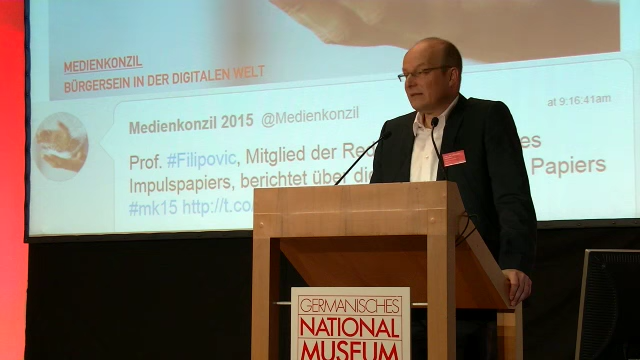 MEDIENKONZIL
BÜRGERSEIN IN DER DIGITALEN WELT
Medienkonzil 2015 @Medienkonzil
at 9:16:41am
Prof. #Filipovic, Mitglied der es
Impulspapiers, berichtet über Papiers
#mk15
GERMANISCHES
NATIONAL
MUSEUM